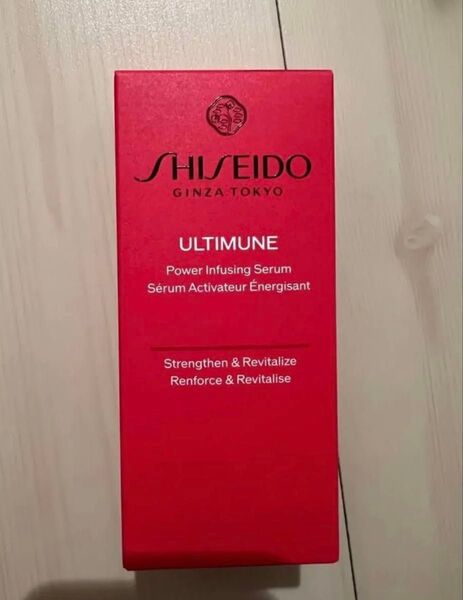 SHISEIDO
GINZA TOKYO
ULTIMUNE
Power Infusing Serum
Sérum Activateur Énergisant
Strengthen & Revitalize
Renforce & Revitalise